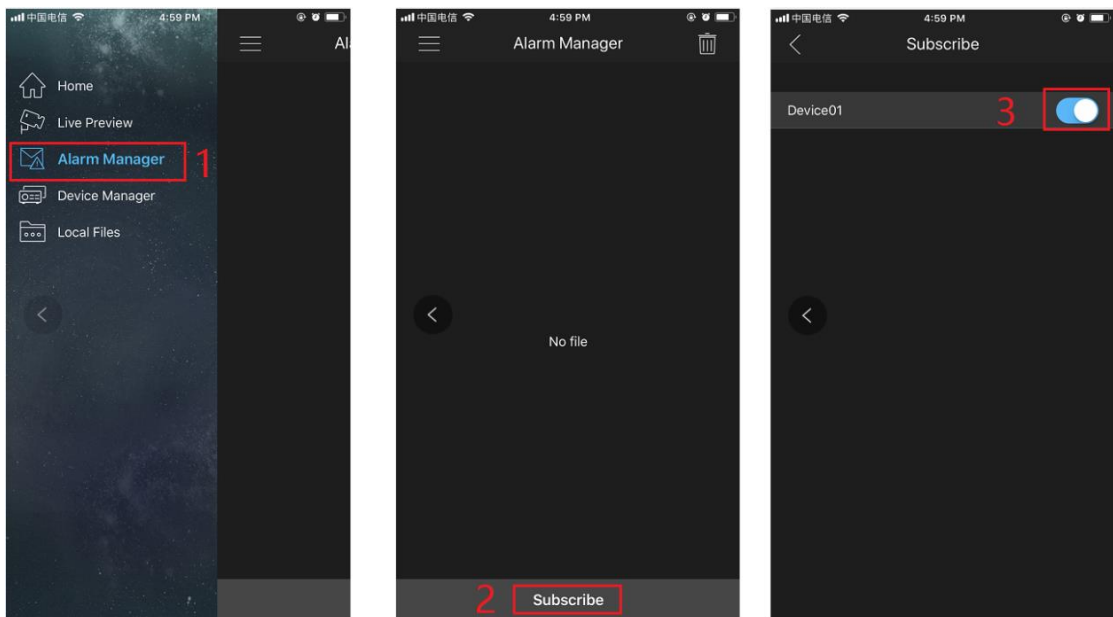 中国电信
4:59 PM
Al
Home
Live Preview
Alarm Manager
1
Device Manager
Local Files
中国电信
4:59 PM
Alarm Manager
No file
2
Subscribe
中国电信
4:59 PM
Subscribe
Device01
3